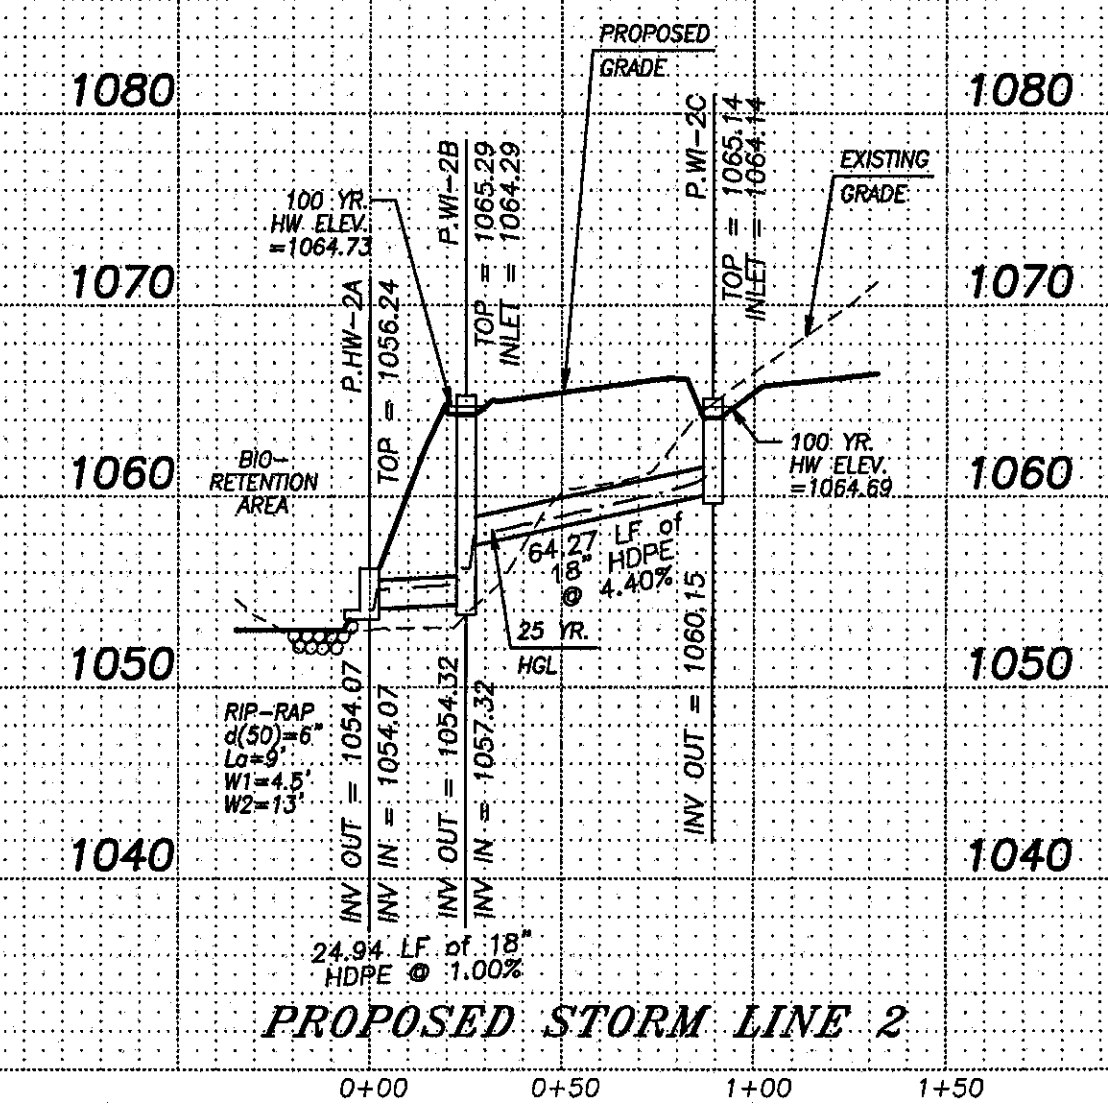 PROPOSED
GRADE
1080
1080
P.WI-2B
TOP = 1065.29
INLET = 1064.29
P.WI-2C
TOP = 1065.14
INLET = 1064.14
EXISTING
GRADE
100 YR.
HW ELEV.
=1064.73
1070
1070
P.HW-2A
TOP = 1056.24
BIO-
RETENTION
AREA
1060
1060
100 YR.
HW ELEV.
=1064.69
64.27 LF of
18" HDPE
@ 4.40%
25 YR.
HGL
1050
1050
RIP-RAP
d(50)=6"
La=9'
W1=4.5'
W2=13'
INV OUT = 1054.07
INV IN = 1054.07
INV OUT = 1054.32
INV IN = 1057.32
INV OUT = 1060.15
1040
1040
24.94 LF of 18"
HDPE @ 1.00%
PROPOSED STORM LINE 2
0+00
0+50
1+00
1+50